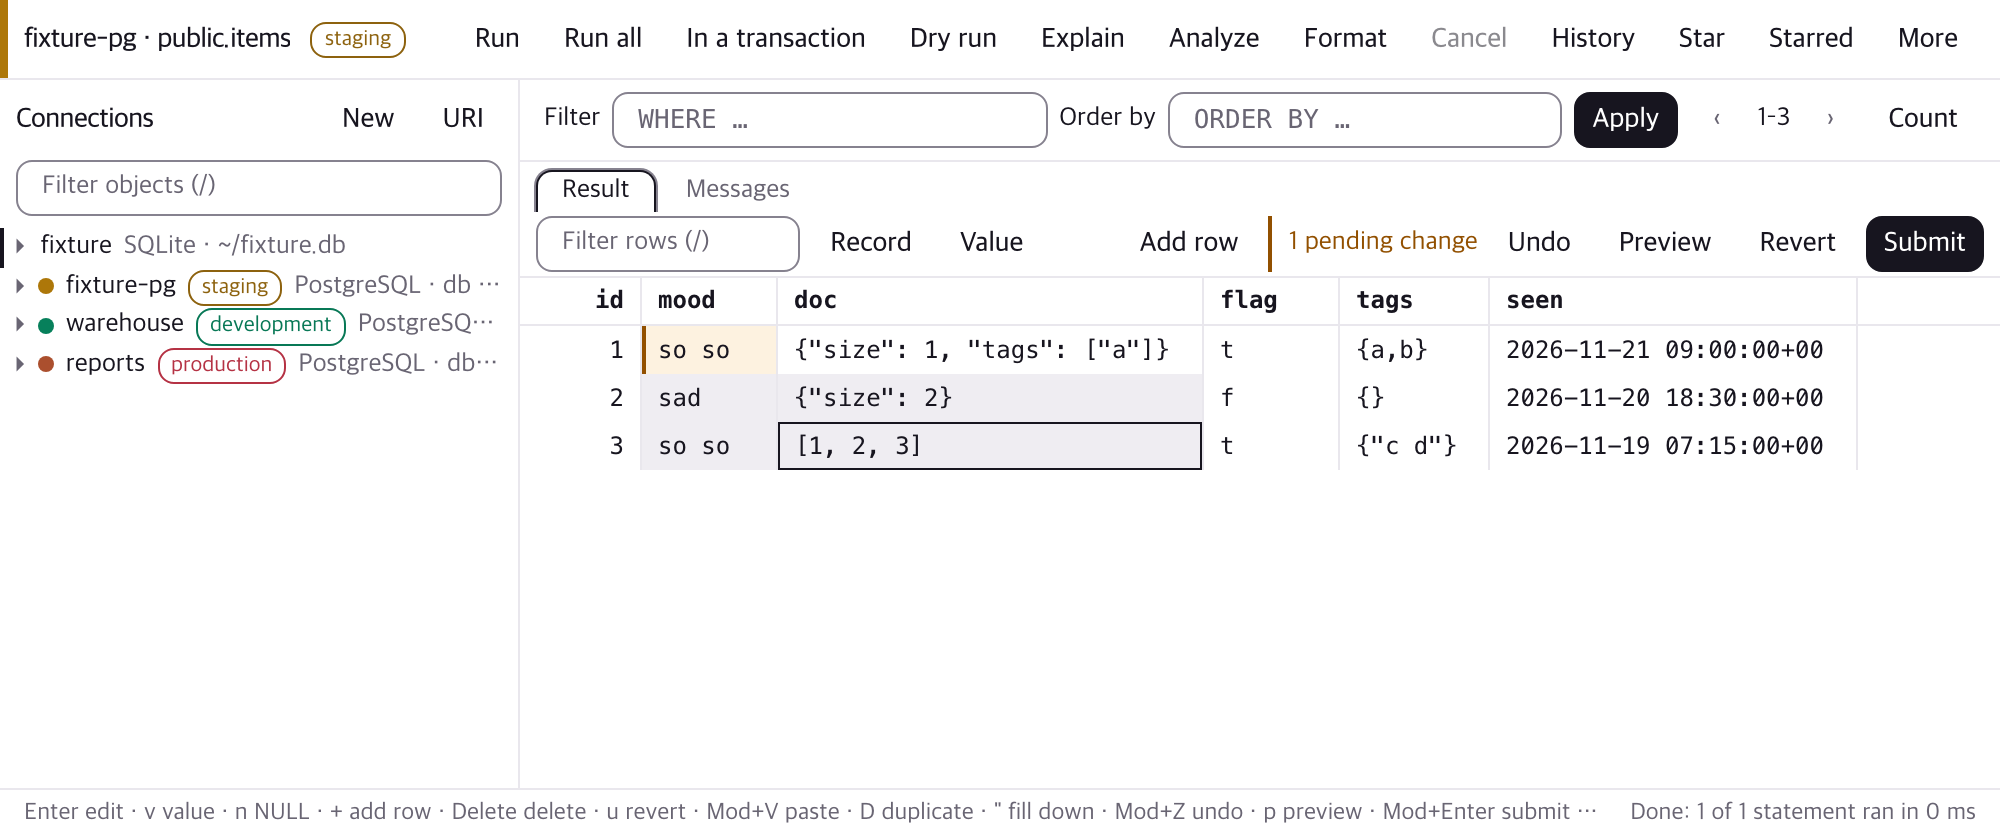 fixture-pg · public.items staging Run Run all In a transaction Dry run Explain Analyze Format Cancel History Star Starred More
Connections New URI
Filter objects (/)
fixture SQLite · ~/fixture.db
fixture-pg staging PostgreSQL · db ···
warehouse development PostgreSQ···
reports production PostgreSQL · db···
Filter WHERE … Order by ORDER BY … Apply ‹ 1-3 › Count
Result Messages
Filter rows (/) Record Value Add row 1 pending change Undo Preview Revert Submit
id mood doc flag tags seen
1 so so {"size": 1, "tags": ["a"]} t {a,b} 2026-11-21 09:00:00+00
2 sad {"size": 2} f {} 2026-11-20 18:30:00+00
3 so so [1, 2, 3] t {"c d"} 2026-11-19 07:15:00+00
Enter edit · v value · n NULL · + add row · Delete delete · u revert · Mod+V paste · D duplicate · " fill down · Mod+Z undo · p preview · Mod+Enter submit ··· Done: 1 of 1 statement ran in 0 ms